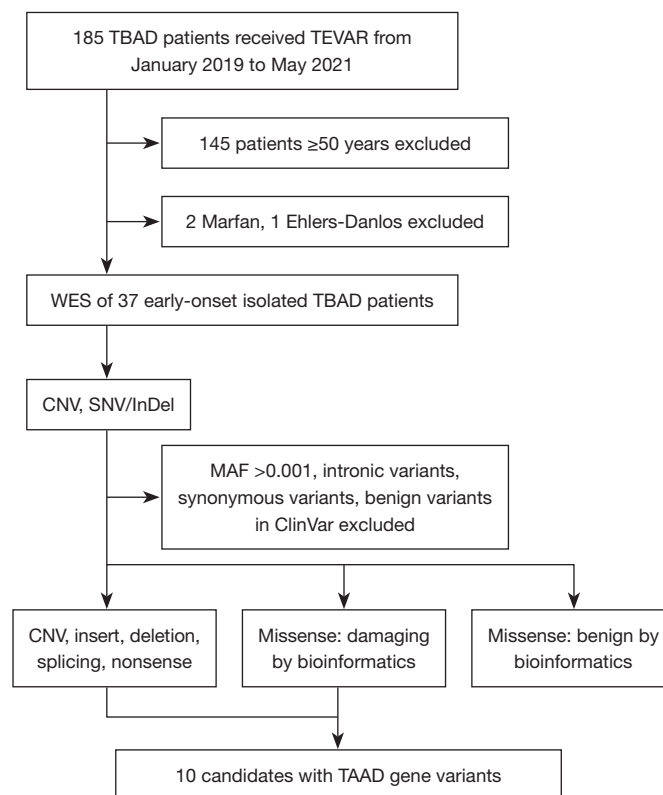 185 TBAD patients received TEVAR from
January 2019 to May 2021
145 patients ≥50 years excluded
2 Marfan, 1 Ehlers-Danlos excluded
WES of 37 early-onset isolated TBAD patients
CNV, SNV/InDel
MAF >0.001, intronic variants,
synonymous variants, benign variants
in ClinVar excluded
CNV, insert, deletion,
splicing, nonsense
Missense: damaging
by bioinformatics
Missense: benign by
bioinformatics
10 candidates with TAAD gene variants